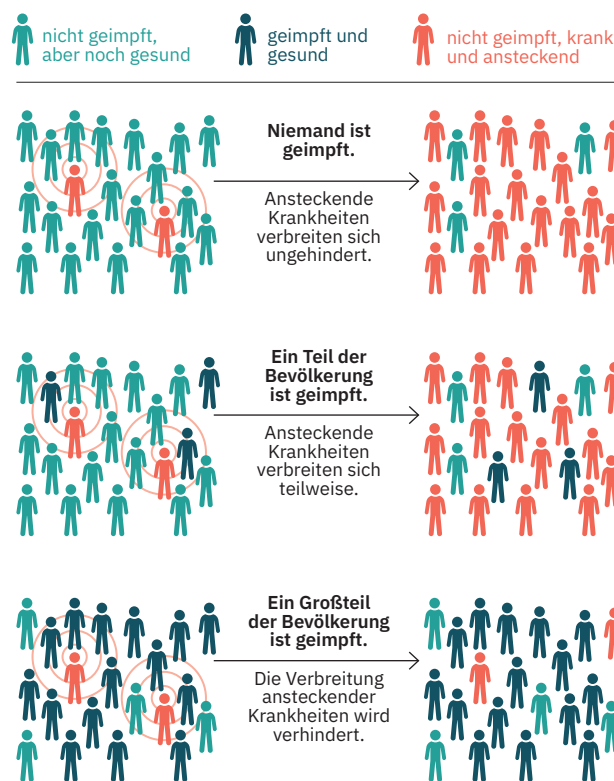 nicht geimpft,
aber noch gesund
geimpft und
gesund
nicht geimpft, krank
und ansteckend
Niemand ist
geimpft.
Ansteckende
Krankheiten
verbreiten sich
ungehindert.
Ein Teil der
Bevölkerung
ist geimpft.
Ansteckende
Krankheiten
verbreiten sich
teilweise.
Ein Großteil
der Bevölkerung
ist geimpft.
Die Verbreitung
ansteckender
Krankheiten wird
verhindert.